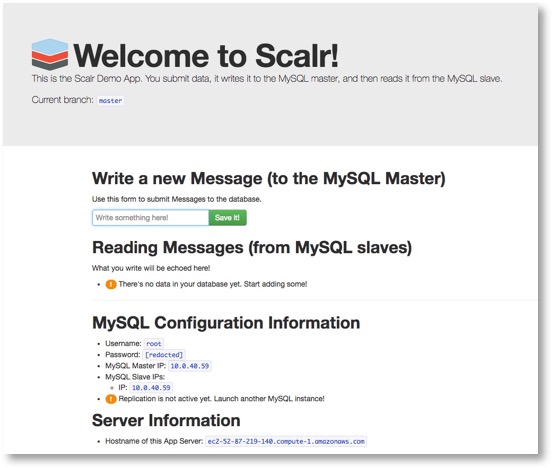 Welcome to Scalr!
This is the Scalr Demo App. You submit data, it writes it to the MySQL master, and then reads it from the MySQL slave.
Current branch: master
Write a new Message (to the MySQL Master)
Use this form to submit Messages to the database.
Write something here! Save it!
Reading Messages (from MySQL slaves)
What you write will be echoed here!
! There's no data in your database yet. Start adding some!
MySQL Configuration Information
Username: root
Password: [redacted]
MySQL Master IP: 10.0.40.59
MySQL Slave IPs:
IP: 10.0.40.59
! Replication is not active yet. Launch another MySQL instance!
Server Information
Hostname of this App Server: ec2-52-87-219-140.compute-1.amazonaws.com